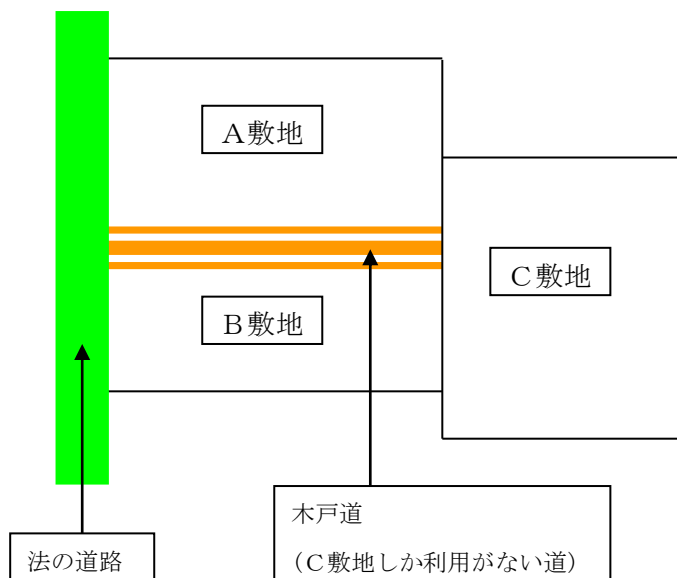 A敷地
C敷地
B敷地
木戸道
（C敷地しか利用がない道）
法の道路